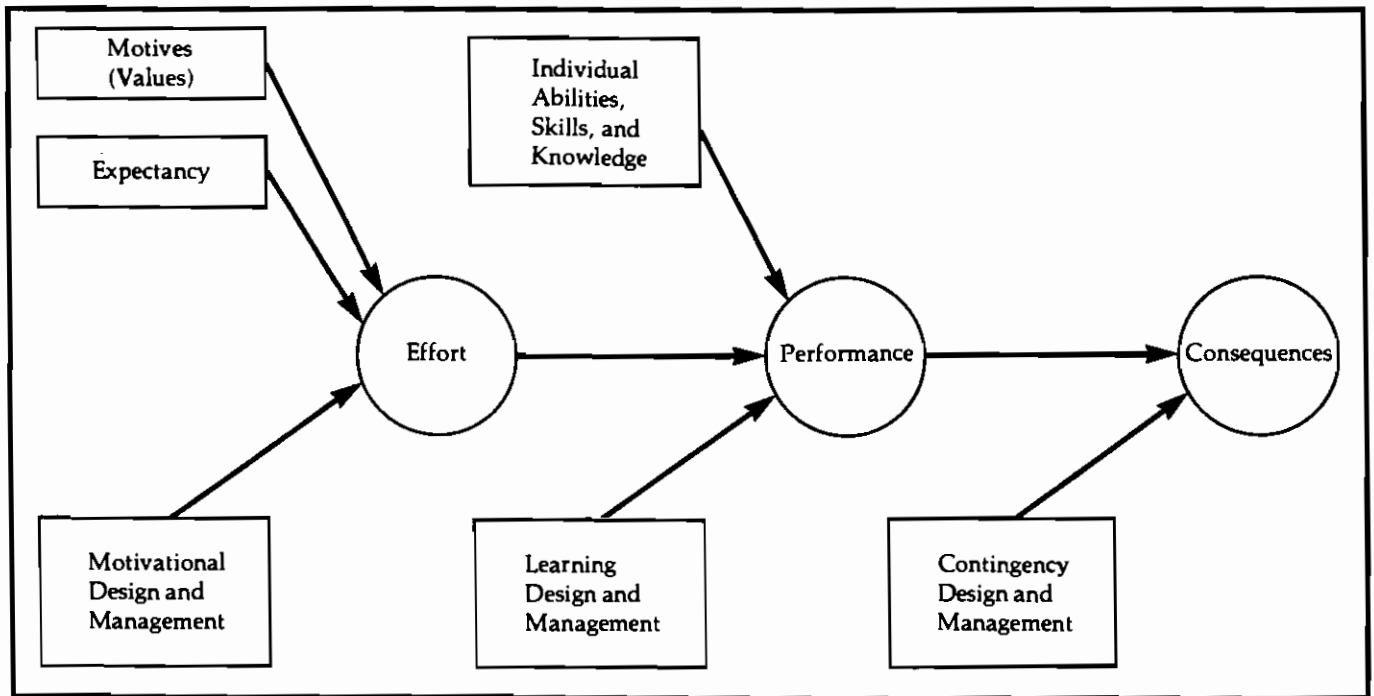 Motives
(Values)
Expectancy
Individual
Abilities,
Skills, and
Knowledge
Effort
Performance
Consequences
Motivational
Design and
Management
Learning
Design and
Management
Contingency
Design and
Management